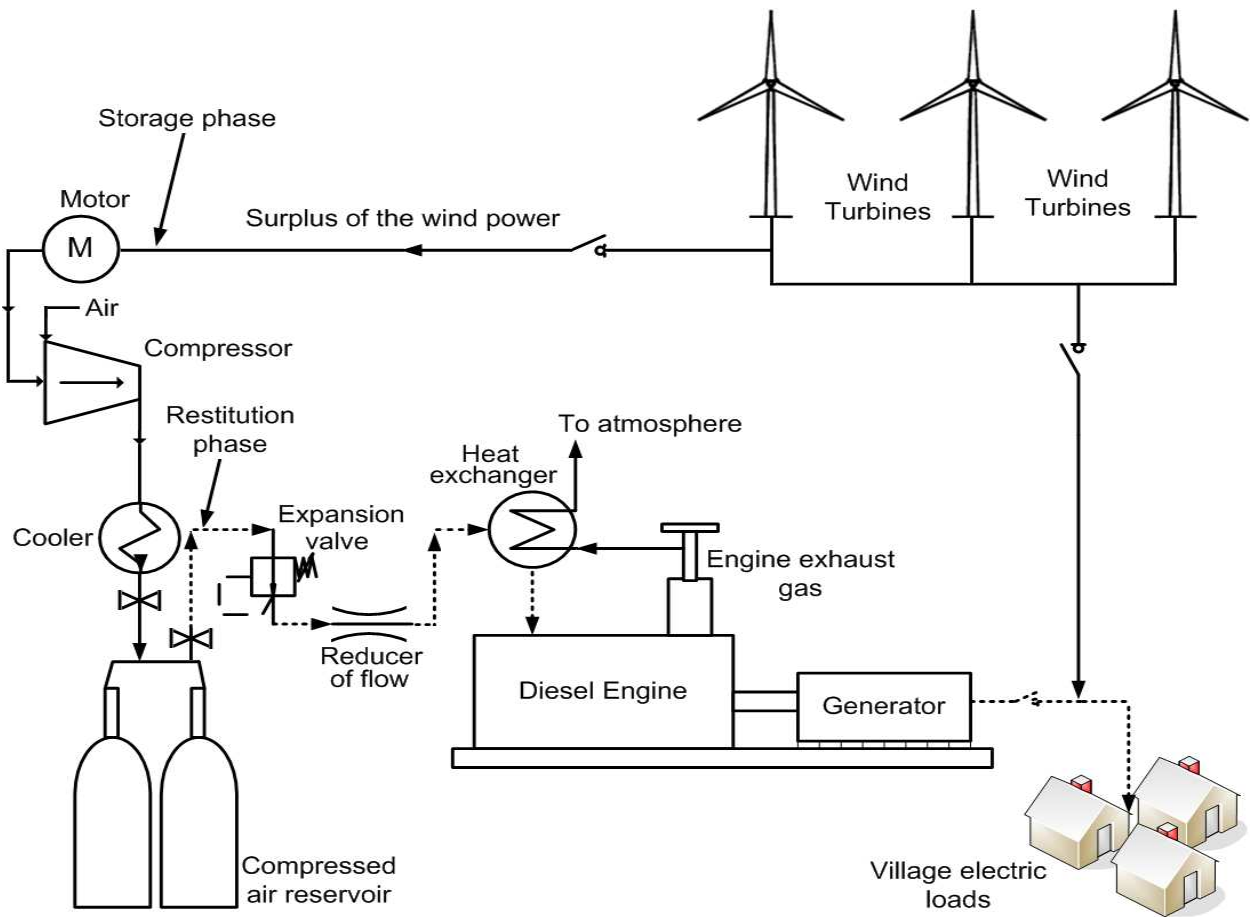 Storage phase
Motor
M
Surplus of the wind power
Wind
Turbines
Wind
Turbines
Air
Compressor
Restitution
phase
To atmosphere
Heat
exchanger
Cooler
Expansion
valve
Engine exhaust
gas
Reducer
of flow
Diesel Engine
Generator
Compressed
air reservoir
Village electric
loads